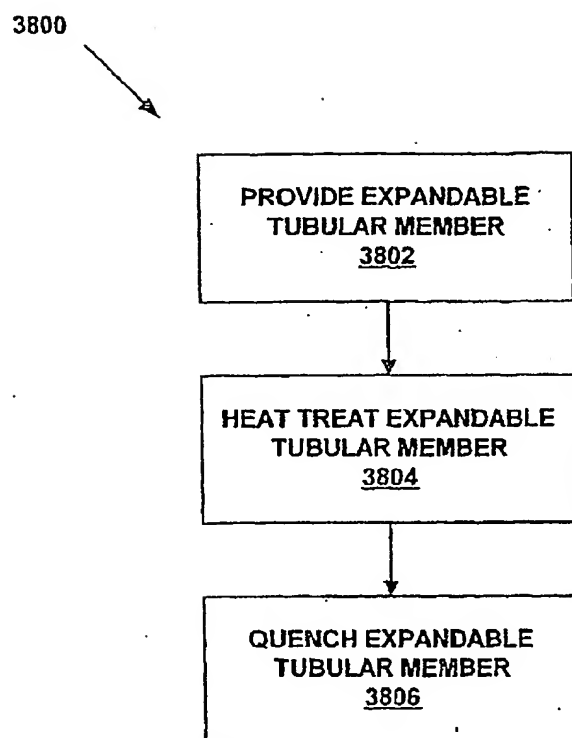 3800
PROVIDE EXPANDABLE
TUBULAR MEMBER
3802
HEAT TREAT EXPANDABLE
TUBULAR MEMBER
3804
QUENCH EXPANDABLE
TUBULAR MEMBER
3806